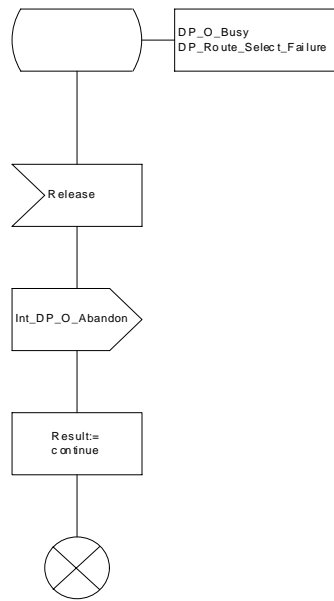 DP_O_Busy
DP_Route_Select_Failure
Release
Int_DP_O_Abandon
Result:=
continue